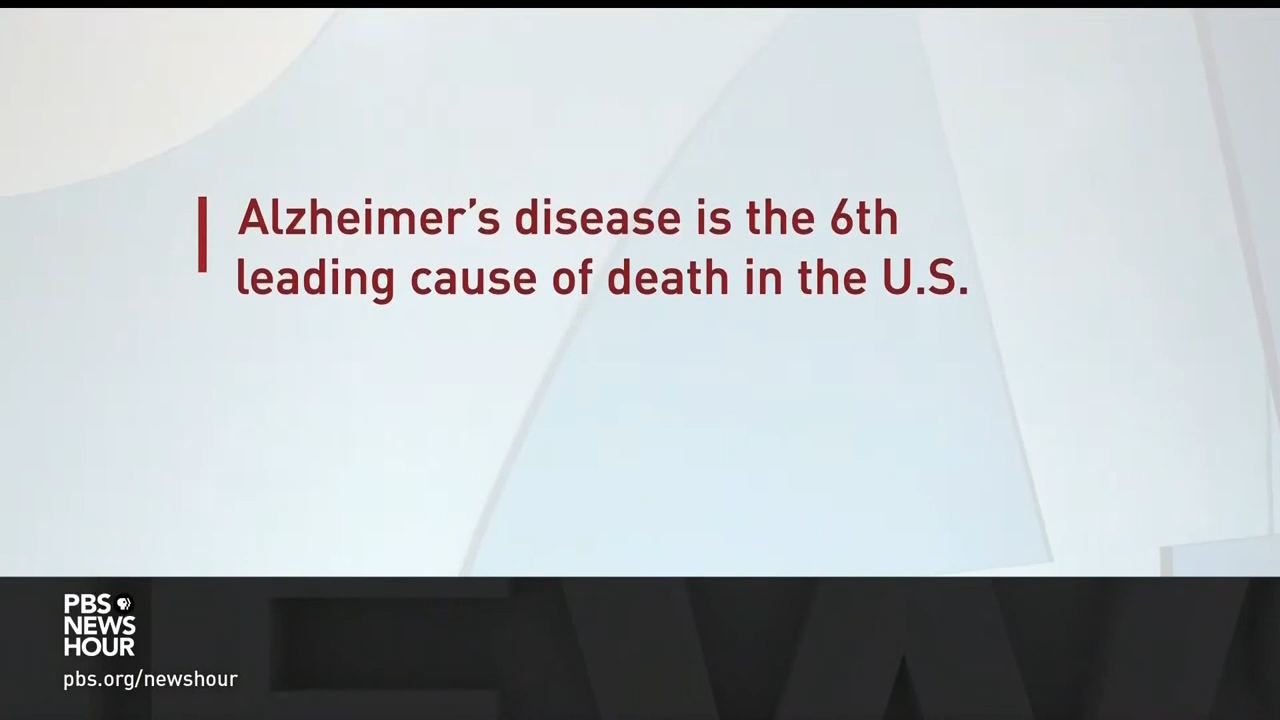 Alzheimer's disease is the 6th
leading cause of death in the U.S.
PBS
NEWS
HOUR
pbs.org/newshour